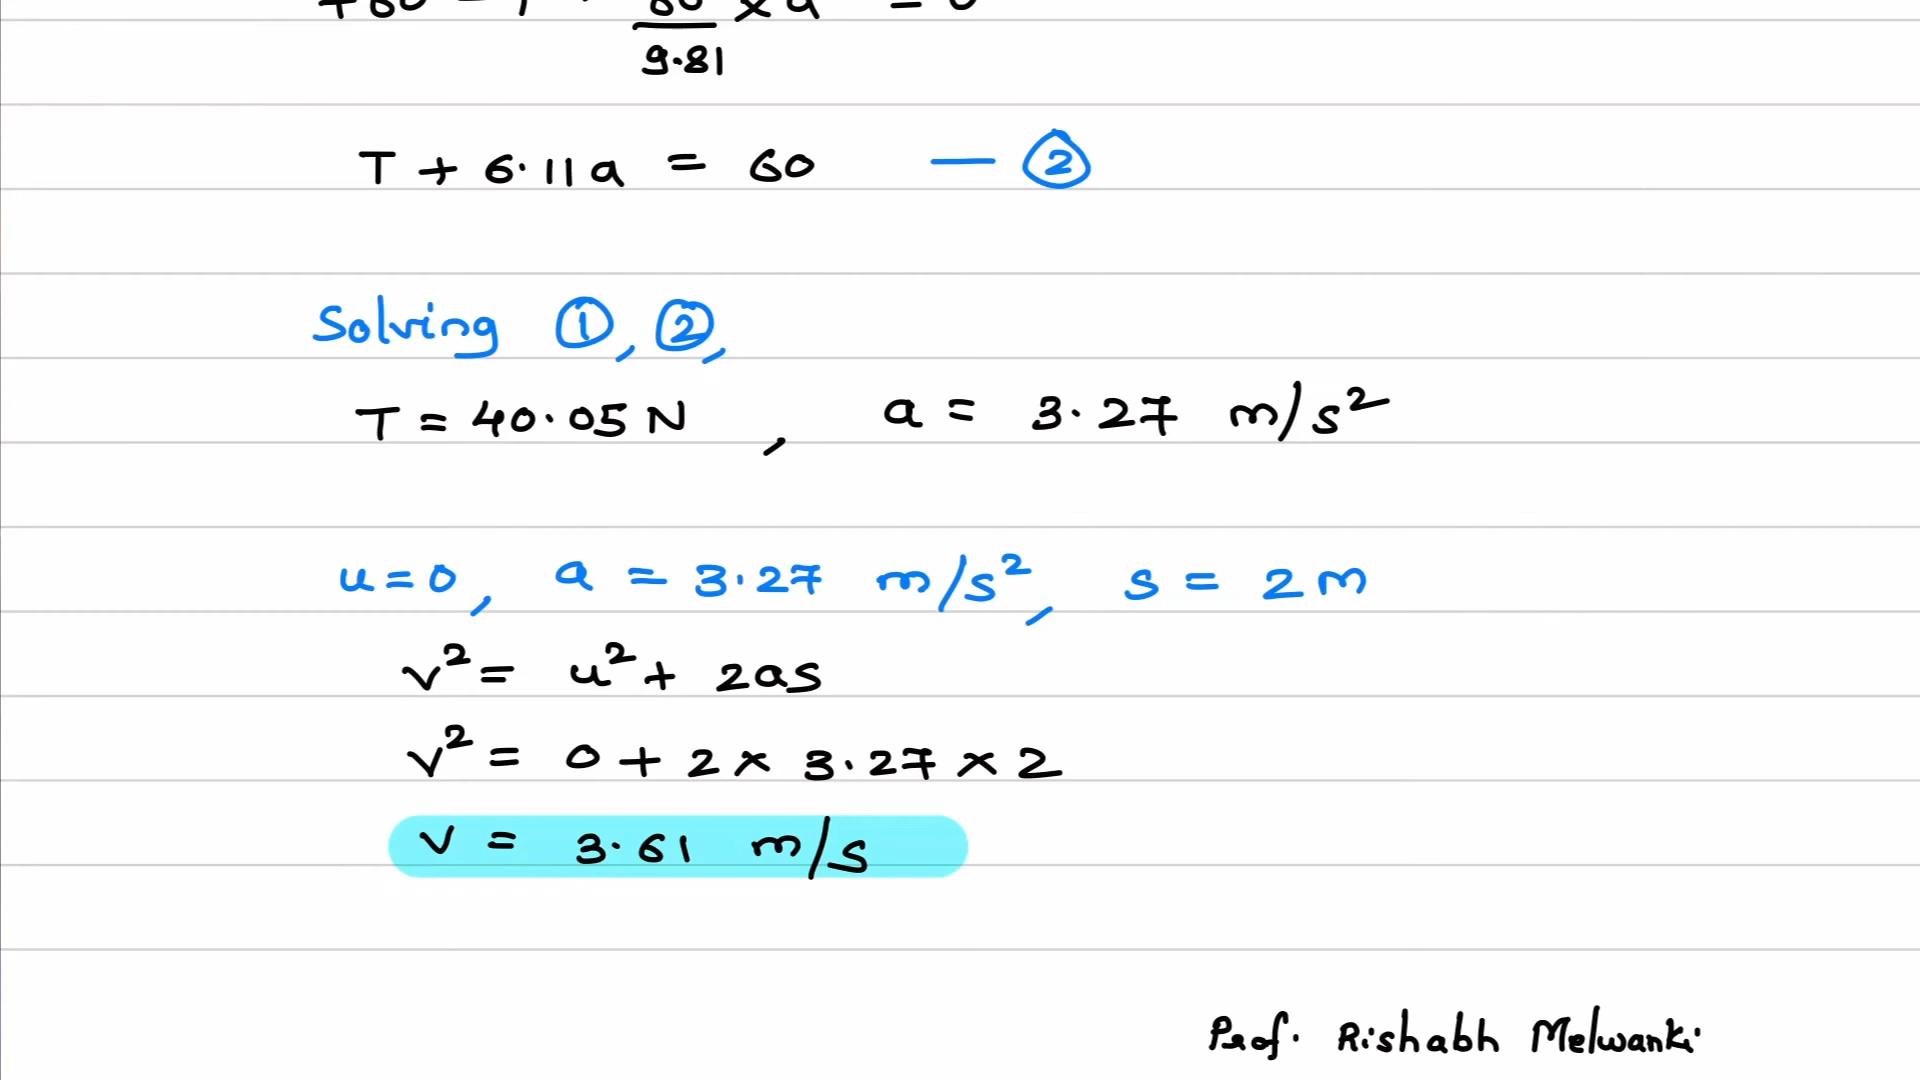 9.81
T + 6.11a = 60 — ②
Solving ①, ②,
T = 40.05 N , a = 3.27 m/s²
u=0, a = 3.27 m/s², s = 2m
v² = u² + 2as
v² = 0 + 2 × 3.27 × 2
v = 3.61 m/s
Prof. Rishabh Melwanki